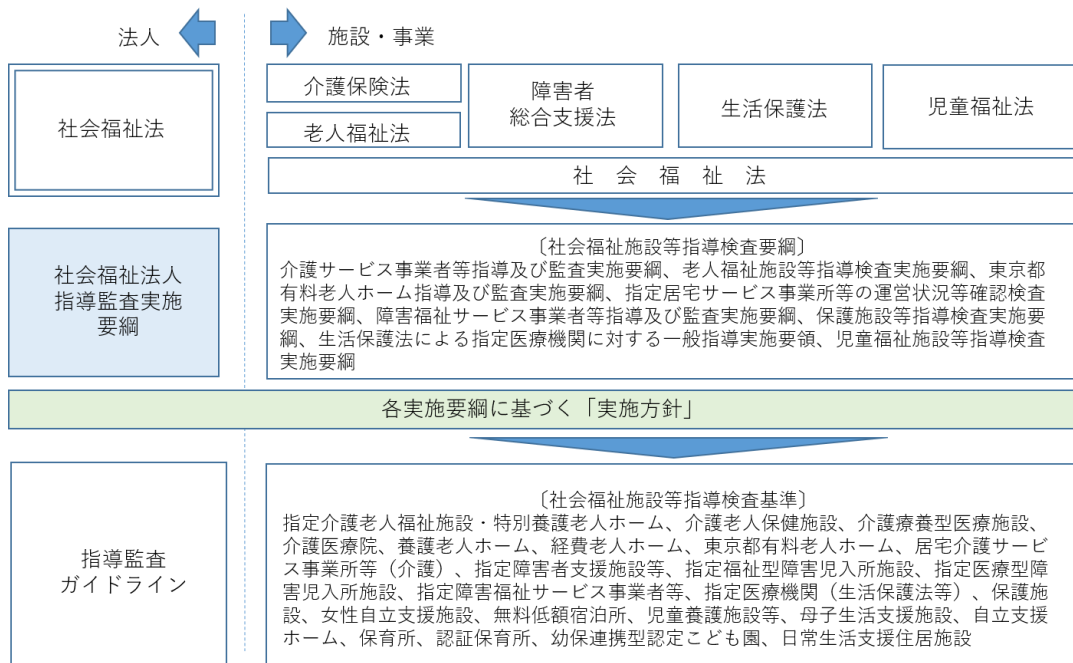 法人
施設・事業
社会福祉法
介護保険法
老人福祉法
障害者
総合支援法
生活保護法
児童福祉法
社 会 福 祉 法
社会福祉法人
指導監査実施
要綱
〔社会福祉施設等指導検査要綱〕
介護サービス事業者等指導及び監査実施要綱、老人福祉施設等指導検査実施要綱、東京都
有料老人ホーム指導及び監査実施要綱、指定居宅サービス事業所等の運営状況等確認検査
実施要綱、障害福祉サービス事業者等指導及び監査実施要綱、保護施設等指導検査実施要
綱、生活保護法による指定医療機関に対する一般指導実施要領、児童福祉施設等指導検査
実施要綱
各実施要綱に基づく「実施方針」
指導監査
ガイドライン
〔社会福祉施設等指導検査基準〕
指定介護老人福祉施設・特別養護老人ホーム、介護老人保健施設、介護療養型医療施設、
介護医療院、養護老人ホーム、経費老人ホーム、東京都有料老人ホーム、居宅介護サービ
ス事業所等（介護）、指定障害者支援施設等、指定福祉型障害児入所施設、指定医療型障
害児入所施設、指定障害福祉サービス事業者等、指定医療機関（生活保護法等）、保護施
設、女性自立支援施設、無料低額宿泊所、児童養護施設等、母子生活支援施設、自立支援
ホーム、保育所、認証保育所、幼保連携型認定こども園、日常生活支援住居施設